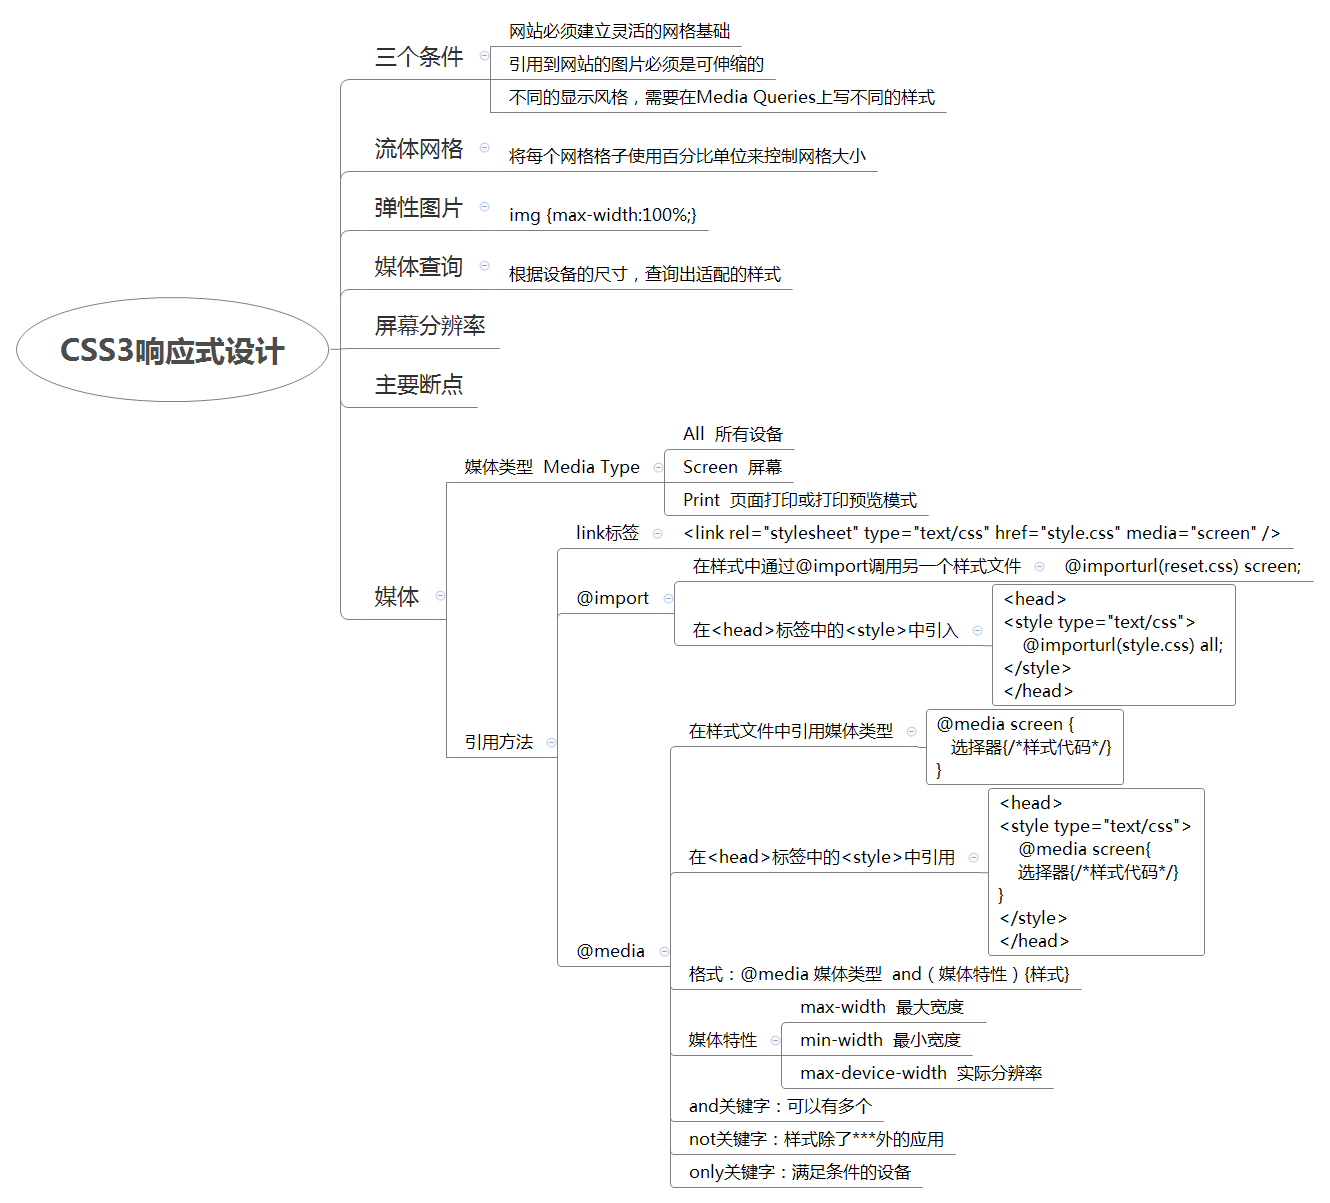 CSS3响应式设计
三个条件
网站必须建立灵活的网格基础
引用到网站的图片必须是可伸缩的
不同的显示风格，需要在Media Queries上写不同的样式
流体网格
将每个网格格子使用百分比单位来控制网格大小
弹性图片
img {max-width:100%;}
媒体查询
根据设备的尺寸，查询出适配的样式
屏幕分辨率
主要断点
媒体
媒体类型  Media Type
All  所有设备
Screen  屏幕
Print  页面打印或打印预览模式
引用方法
link标签
<link rel="stylesheet" type="text/css" href="style.css" media="screen" />
@import
在样式中通过@import调用另一个样式文件
@importurl(reset.css) screen;
在<head>标签中的<style>中引入
<head>
<style type="text/css">
@importurl(style.css) all;
</style>
</head>
@media
在样式文件中引用媒体类型
@media screen {
选择器{/*样式代码*/}
}
在<head>标签中的<style>中引用
<head>
<style type="text/css">
@media screen{
选择器{/*样式代码*/}
}
</style>
</head>
格式：@media 媒体类型  and（媒体特性）{样式}
媒体特性
max-width  最大宽度
min-width  最小宽度
max-device-width  实际分辨率
and关键字：可以有多个
not关键字：样式除了***外的应用
only关键字：满足条件的设备